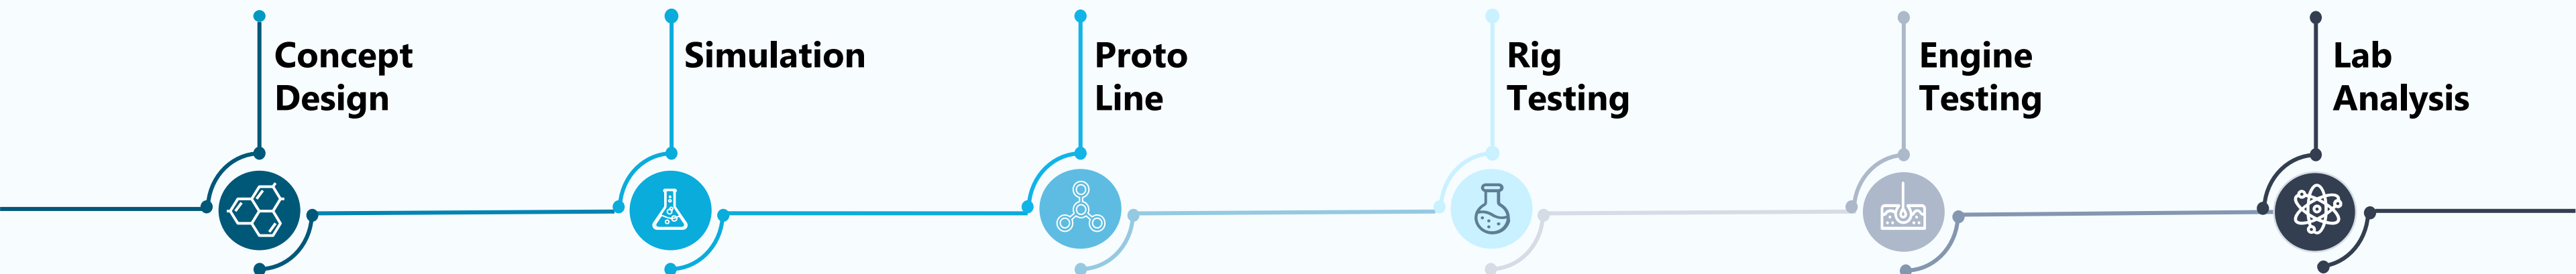 Concept
Design
Simulation
Proto
Line
Rig
Testing
Engine
Testing
Lab
Analysis